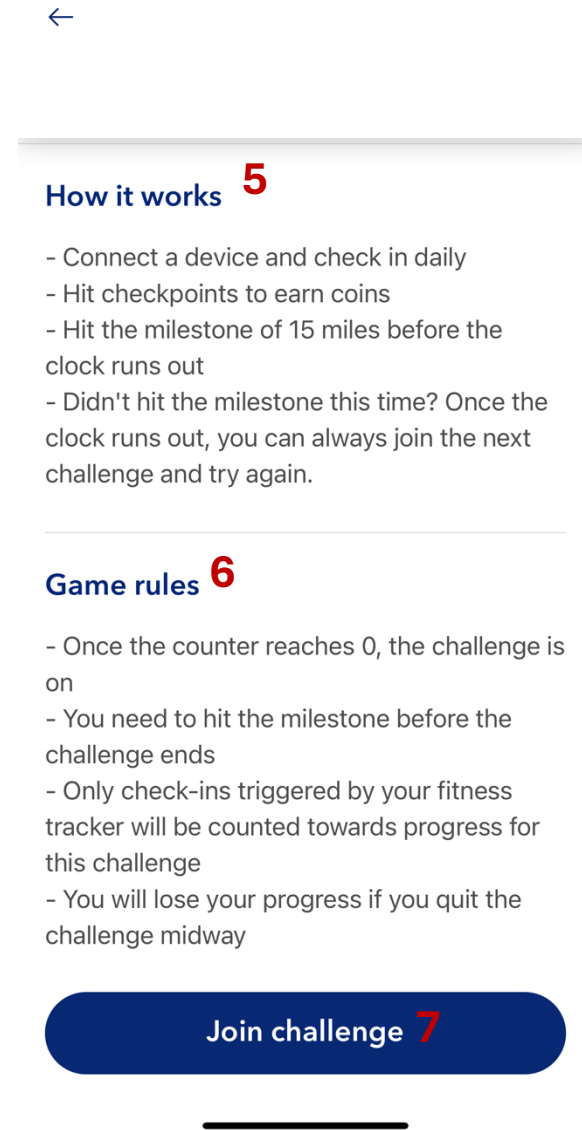 How it works 5
- Connect a device and check in daily
- Hit checkpoints to earn coins
- Hit the milestone of 15 miles before the
clock runs out
- Didn't hit the milestone this time? Once the
clock runs out, you can always join the next
challenge and try again.
Game rules 6
- Once the counter reaches 0, the challenge is
on
- You need to hit the milestone before the
challenge ends
- Only check-ins triggered by your fitness
tracker will be counted towards progress for
this challenge
- You will lose your progress if you quit the
challenge midway
Join challenge 7